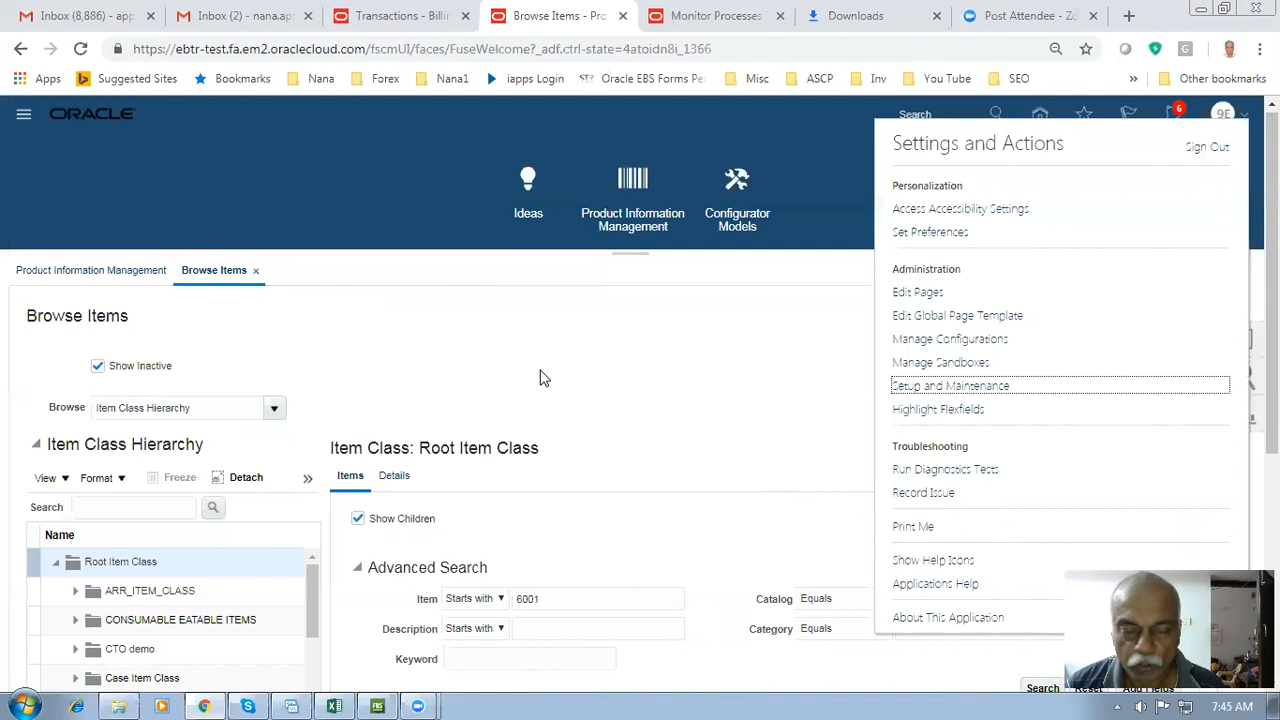 Inbox (5,886) - app
Inbox () - nana.ap
Transactions - Billin
Browse Items - Pro
Monitor Processes
Downloads
Post Attendee - Zo
https://ebtr-test.fa.em2.oraclecloud.com/fscmUI/faces/FuseWelcome?_adf.ctrl-state=4atoidn8i_1366
Apps
Suggested Sites
Bookmarks
Nana
Forex
Nana1
iapps Login
Oracle EBS Forms Pe
Misc
ASCP
Inv
You Tube
SEO
»
Other bookmarks
ORACLE
Search
6
9E
Ideas
Product Information
Management
Configurator
Models
Settings and Actions
Sign Out
Personalization
Access Accessibility Settings
Set Preferences
Administration
Edit Pages
Edit Global Page Template
Manage Configurations
Manage Sandboxes
Setup and Maintenance
Highlight Flexfields
Troubleshooting
Run Diagnostics Tests
Record Issue
Print Me
Show Help Icons
Applications Help
About This Application
Product Information Management
Browse Items
Browse Items
Show Inactive
Browse Item Class Hierarchy
Item Class Hierarchy
View
Format
Freeze
Detach
»
Search
Name
Root Item Class
ARR_ITEM_CLASS
CONSUMABLE EATABLE ITEMS
CTO demo
Case Item Class
Item Class: Root Item Class
Items
Details
Show Children
Advanced Search
Item Starts with 6001
Catalog Equals
Description Starts with
Category Equals
Keyword
Search
Reset
Add Fields
7:45 AM